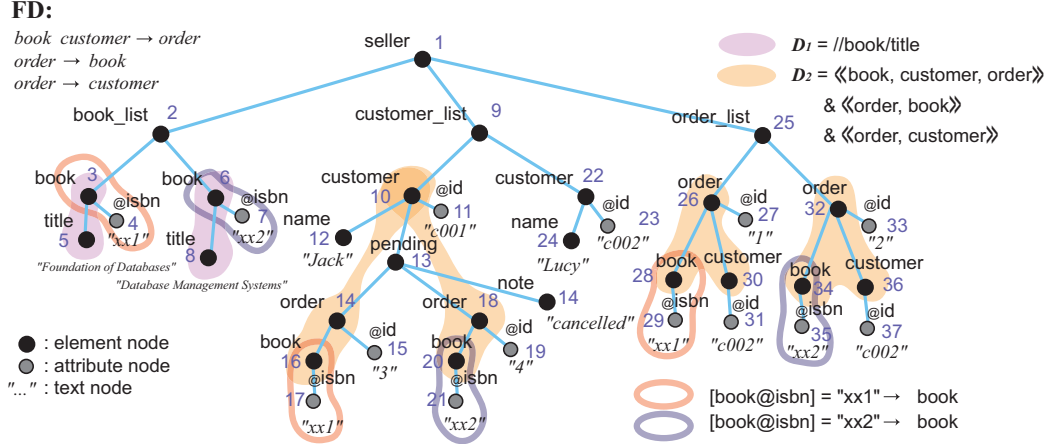 FD:
book customer → order
order → book
order → customer
seller 1
D1 = //book/title
D2 = 《book, customer, order》
& 《order, book》
& 《order, customer》
book_list 2
customer_list 9
order_list 25
book 3
@isbn
4
"xx1"
title
5
"Foundation of Databases"
book 6
@isbn
7
"xx2"
title
8
"Database Management Systems"
customer
10
@id
11
"c001"
name
12
"Jack"
pending
13
customer 22
@id
23
"c002"
name
24
"Lucy"
note
14
"cancelled"
order 14
@id
15
"3"
book
16
@isbn
17
"xx1"
order 18
@id
19
"4"
book
20
@isbn
21
"xx2"
order
26
@id
27
"1"
book
28
@isbn
29
"xx1"
customer
30
@id
31
"c002"
order
32
@id
33
"2"
book
34
@isbn
35
"xx2"
customer
36
@id
37
"c002"
: element node
: attribute node
"..." : text node
[book@isbn] = "xx1" → book
[book@isbn] = "xx2" → book